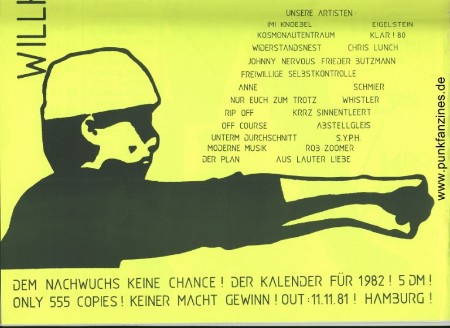 WILLK
UNSERE ARTISTEN:
IMI KNOEBEL EIGELSTEIN
KOSMONAUTENTRAUM KLAR! 80
WIDERSTANDSNEST CHRIS LUNCH
JOHNNY NERVOUS FRIEDER BUTZMANN
FREIWILLIGE SELBSTKONTROLLE
ANNE SCHMIER
NUR EUCH ZUM TROTZ WHISTLER
RIP OFF KRRZ SINNENTLEERT
OFF COURSE ABSTELLGLEIS
UNTERM DURCHSCHNITT S.Y.P.H.
MODERNE MUSIK ROB ZOOMER
DER PLAN AUS LAUTER LIEBE
www.punkfanzines.de
DEM NACHWUCHS KEINE CHANCE! DER KALENDER FÜR 1982! 5 DM!
ONLY 555 COPIES! KEINER MACHT GEWINN! OUT: 11.11.81! HAMBURG!